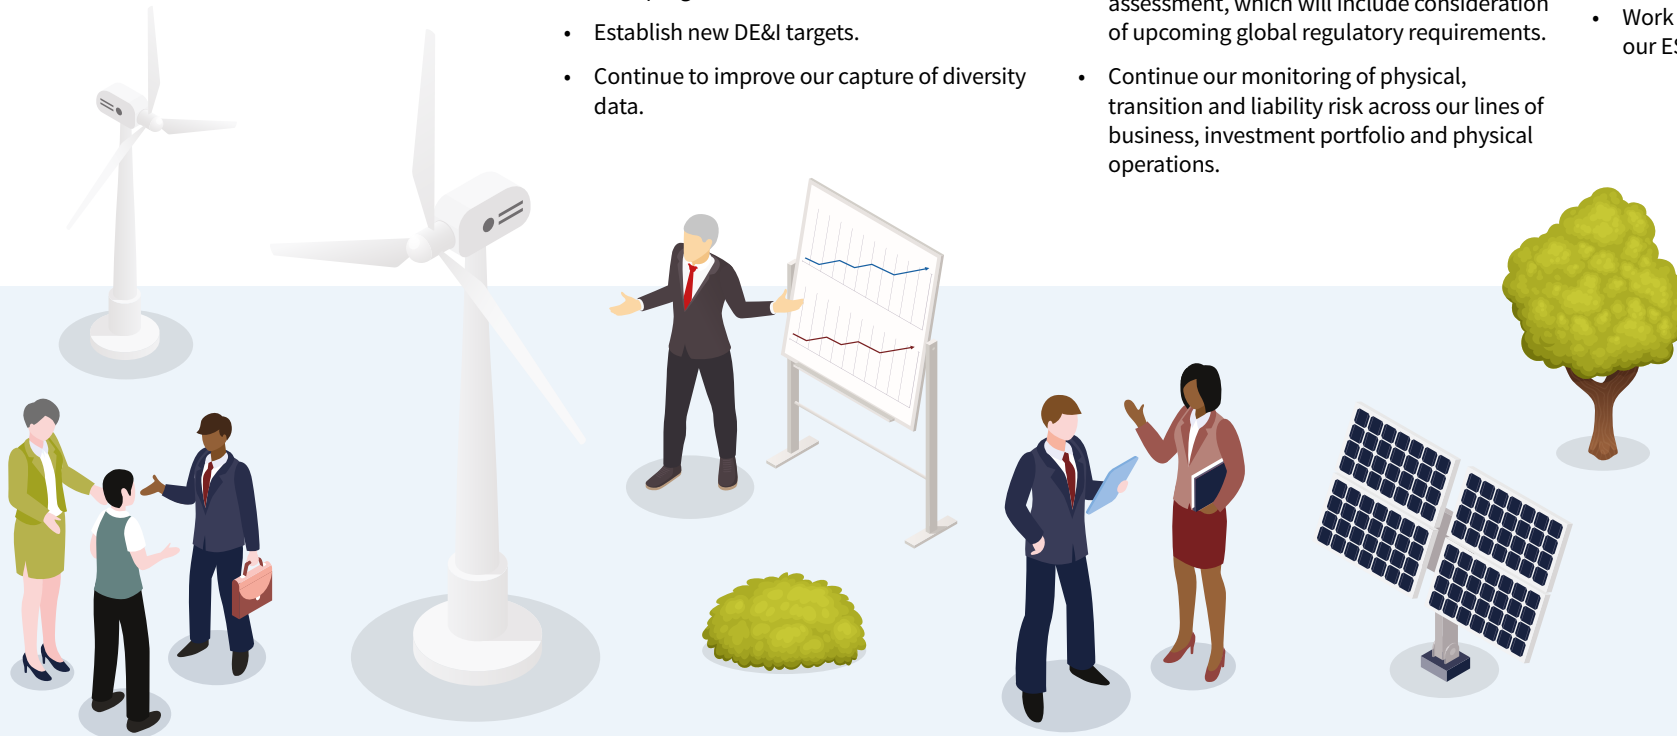 • Establish new DE&I targets.
• Continue to improve our capture of diversity
data.
assessment, which will include consideration
of upcoming global regulatory requirements.
• Continue our monitoring of physical,
transition and liability risk across our lines of
business, investment portfolio and physical
operations.
• Work
our